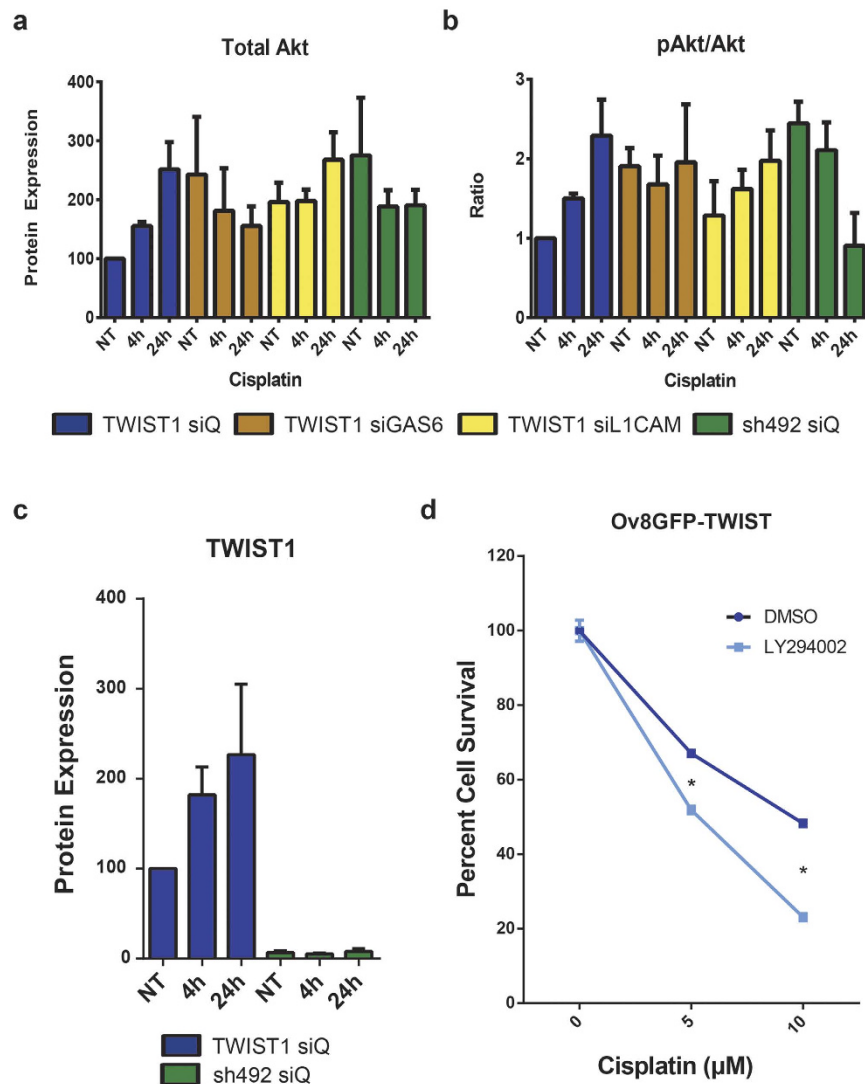 a
Total Akt
Protein Expression
400
300
200
100
0
NT 4h 24h NT 4h 24h NT 4h 24h NT 4h 24h
Cisplatin
b
pAkt/Akt
Ratio
3
2
1
0
NT 4h 24h NT 4h 24h NT 4h 24h NT 4h 24h
Cisplatin
TWIST1 siQ TWIST1 siGAS6 TWIST1 siL1CAM sh492 siQ
c
TWIST1
Protein Expression
400
300
200
100
0
NT 4h 24h NT 4h 24h
TWIST1 siQ
sh492 siQ
d
Ov8GFP-TWIST
Percent Cell Survival
120
100
80
60
40
20
0
DMSO
LY294002
*
*
0 5 10
Cisplatin (µM)